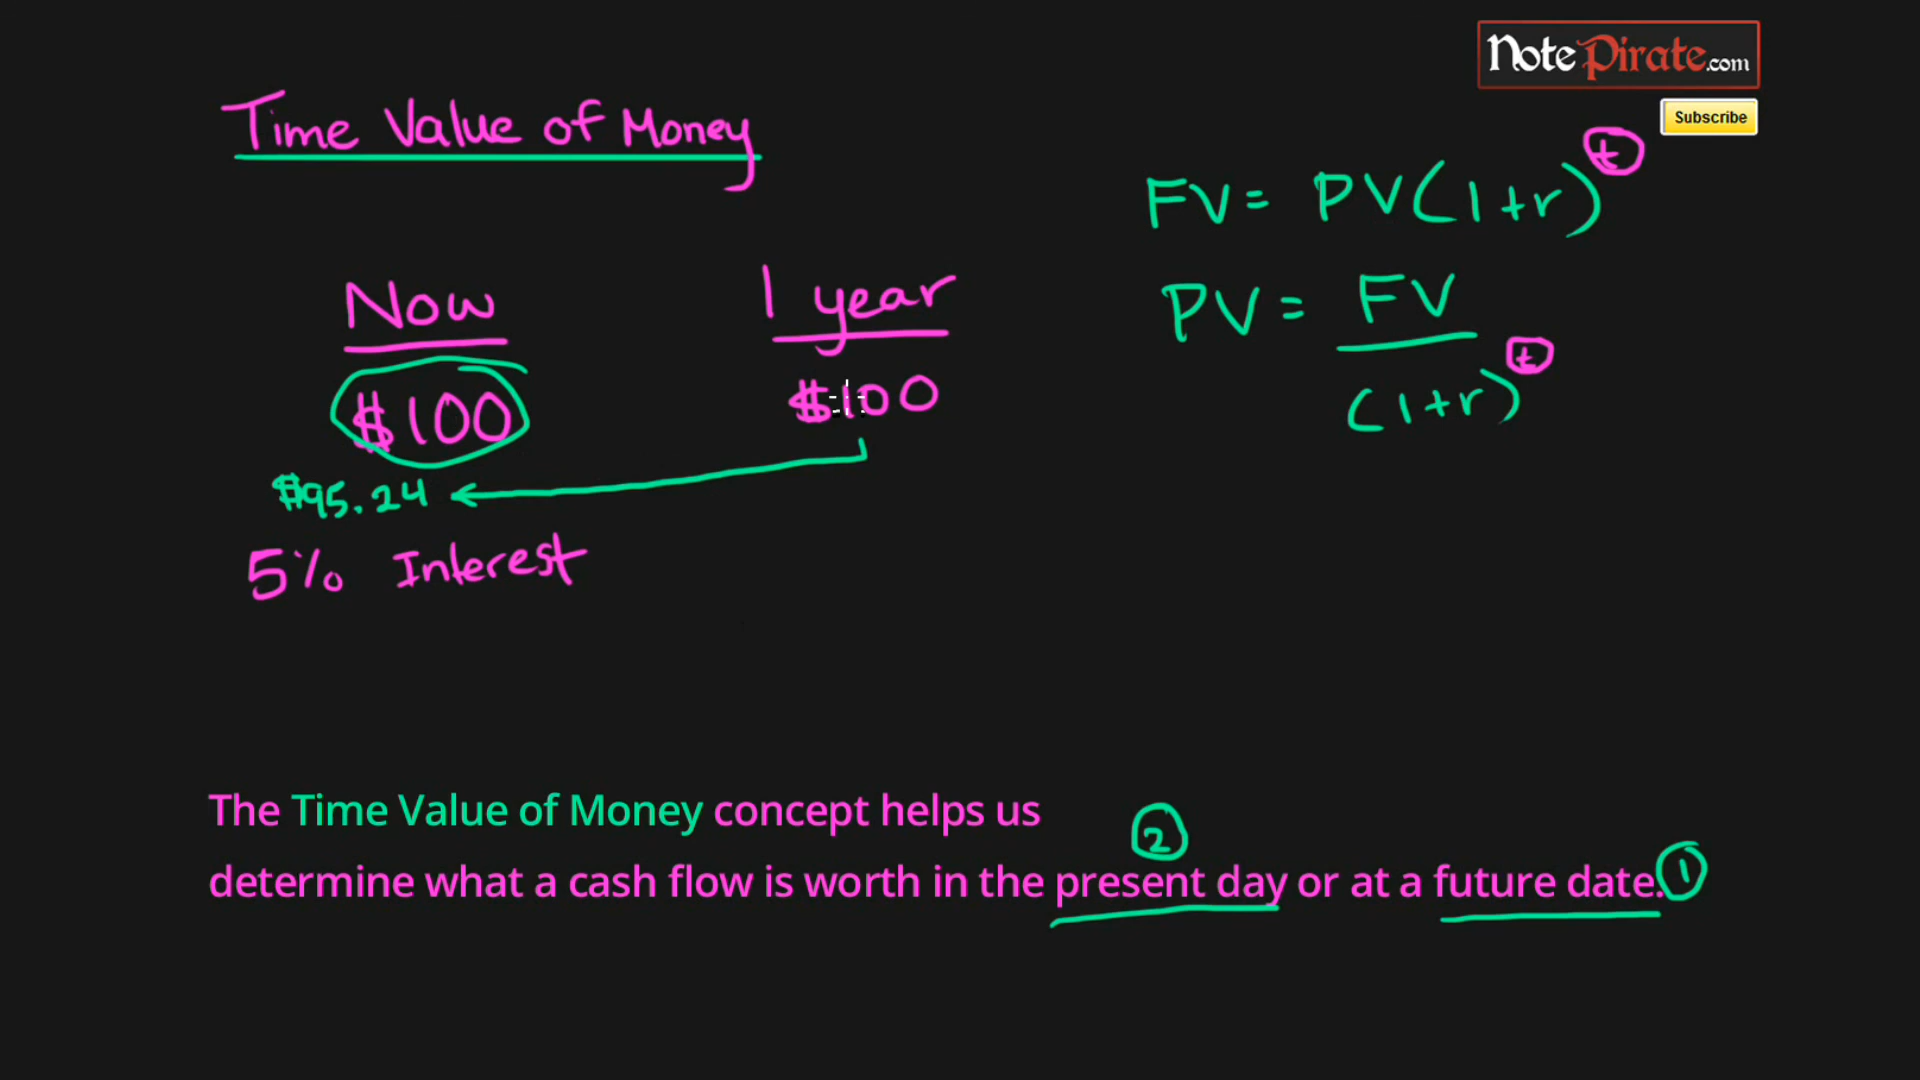 NotePirate.com
Subscribe
Time Value of Money
FV = PV(1+r)^t
Now
1 year
PV = FV
(1+r)^t
$100
$100
$95.24
5% Interest
The Time Value of Money concept helps us
2
determine what a cash flow is worth in the present day or at a future date. 1